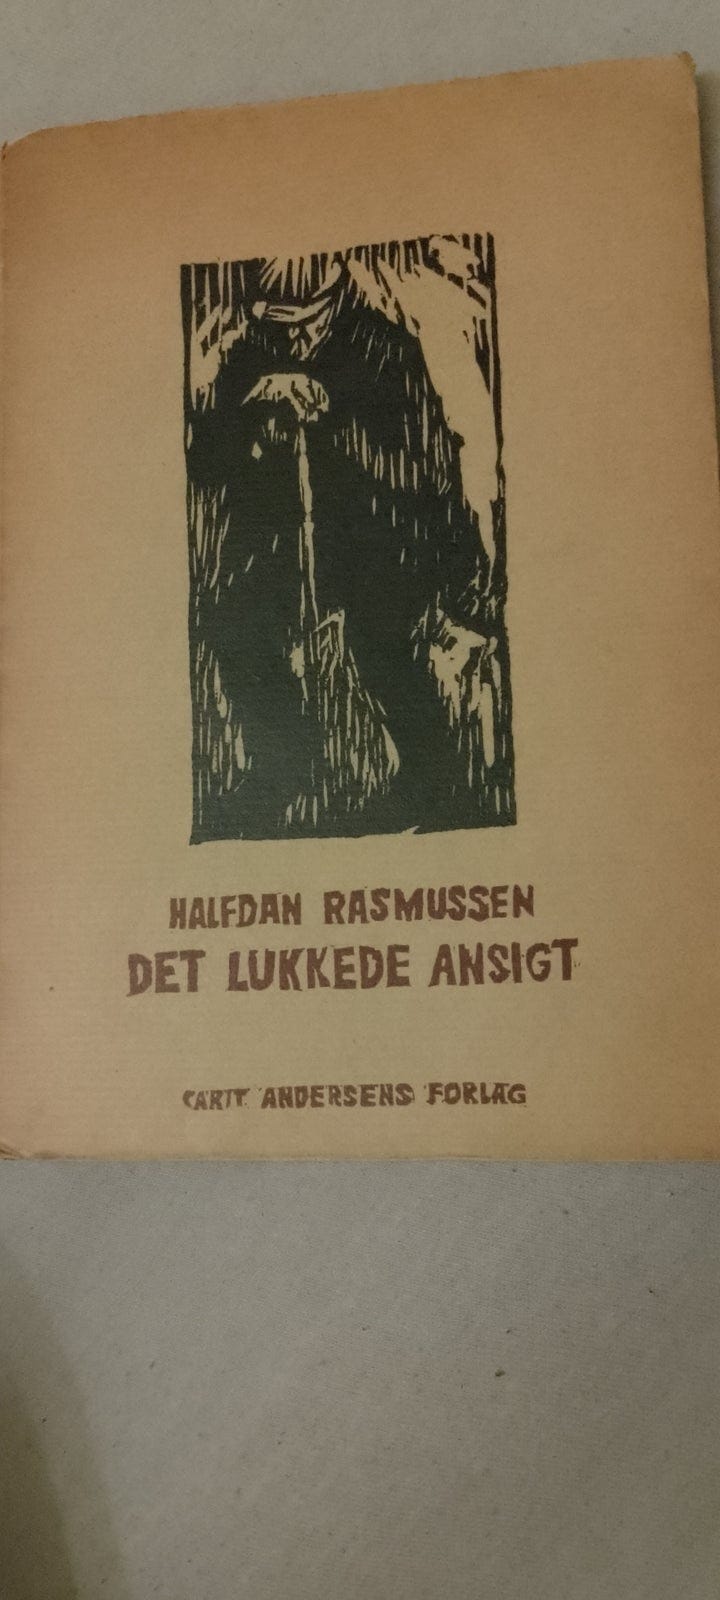 HALFDAN RASMUSSEN
DET LUKKEDE ANSIGT
CARIT ANDERSENS FORLAG